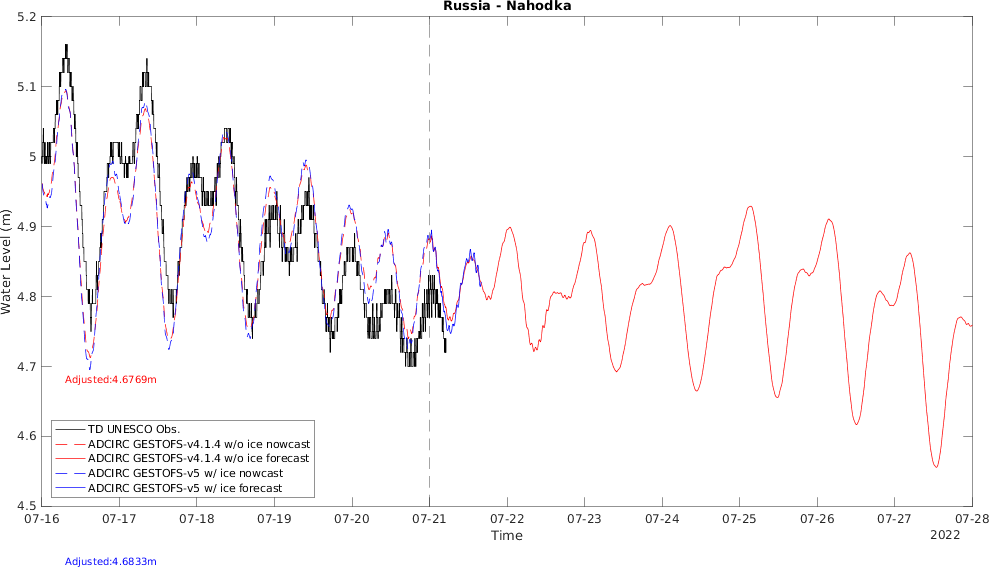 Russia - Nahodka
5.2
5.1
5
4.9
4.8
4.7
4.6
4.5
Water Level (m)
Adjusted:4.6769m
TD UNESCO Obs.
ADCIRC GESTOFS-v4.1.4 w/o ice nowcast
ADCIRC GESTOFS-v4.1.4 w/o ice forecast
ADCIRC GESTOFS-v5 w/ ice nowcast
ADCIRC GESTOFS-v5 w/ ice forecast
07-16 07-17 07-18 07-19 07-20 07-21 07-22 07-23 07-24 07-25 07-26 07-27 07-28
Time
2022
Adjusted:4.6833m